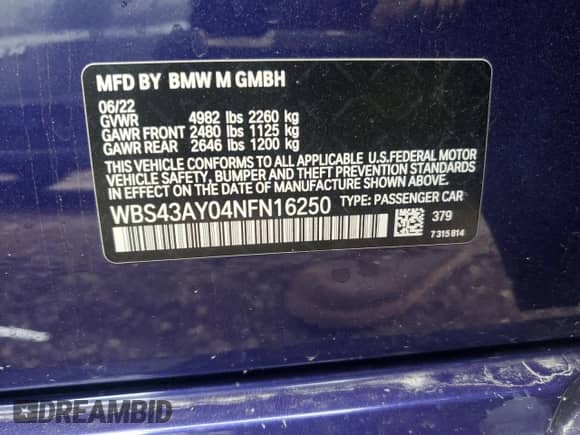 MFD BY BMW M GMBH
06/22
GVWR 4982 lbs 2260 kg
GAWR FRONT 2480 lbs 1125 kg
GAWR REAR 2646 lbs 1200 kg
THIS VEHICLE CONFORMS TO ALL APPLICABLE U.S.FEDERAL MOTOR
VEHICLE SAFETY, BUMPER AND THEFT PREVENTION STANDARDS
IN EFFECT ON THE DATE OF MANUFACTURE SHOWN ABOVE.
WBS43AY04NFN16250 TYPE: PASSENGER CAR
379
7315814
DREAMBID